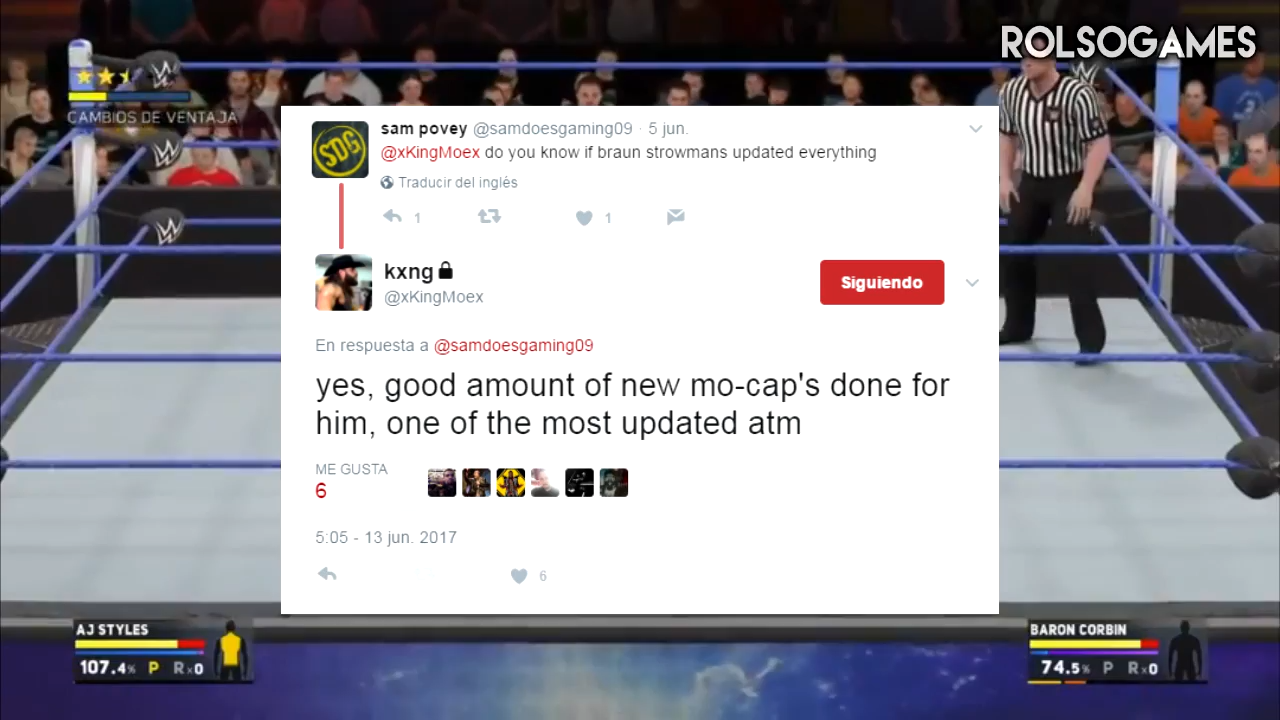 ROLSOGAMES
CAMBIOS DE VENTAJA
SDG
sam povey @samdoesgaming09 · 5 jun.
@xKingMoex do you know if braun strowmans updated everything
Traducir del inglés
1
1
kxng
@xKingMoex
Siguiendo
En respuesta a @samdoesgaming09
yes, good amount of new mo-cap's done for
him, one of the most updated atm
ME GUSTA
6
5:05 - 13 jun. 2017
6
AJ STYLES
107.4% P Rx0
BARON CORBIN
74.5% P Rx0